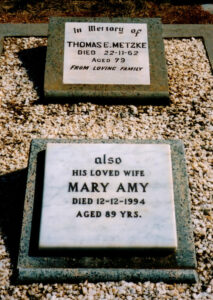 In Memory of
THOMAS E. METZKE
DIED 22-11-62
AGED 79
FROM LOVING FAMILY
also
HIS LOVED WIFE
MARY AMY
DIED 12-12-1994
AGED 89 YRS.